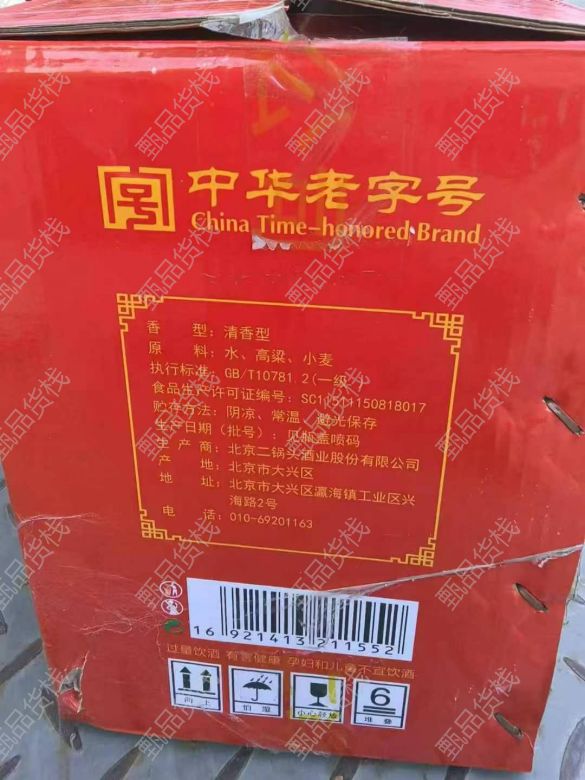 中华老字号
China Time-honored Brand
香 型：清香型
原 料：水、高粱、小麦
执行标准：GB/T10781.2(一级)
食品生产许可证编号：SC11511150818017
贮存方法：阴凉、常温、避光保存
生产日期（批号）：见瓶盖喷码
生 产 商：北京二锅头酒业股份有限公司
产 地：北京市大兴区
地 址：北京市大兴区瀛海镇工业区兴
海路2号
电 话：010-69201163
16921413211552
过量饮酒 有害健康 孕妇和儿童不宜饮酒
向上
怕湿
小心轻放
6
堆叠
甄品货栈